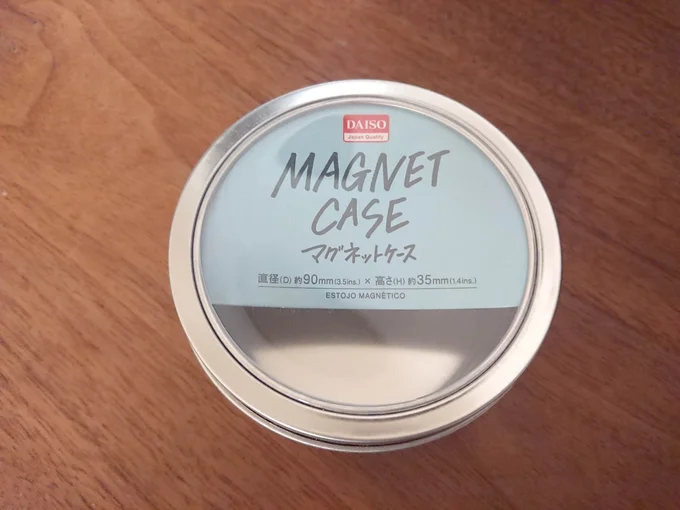 DAISO
Japan Quality
MAGNET
CASE
マグネットケース
直径(D) 約90mm(3.5ins.) × 高さ(H) 約35mm(1.4ins.)
ESTOJO MAGNÉTICO